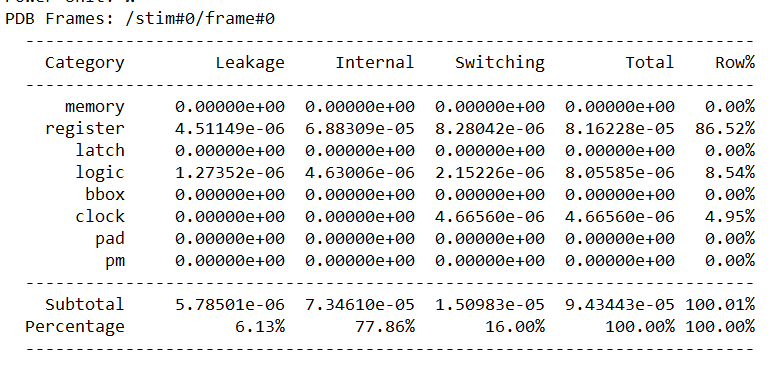 PDB Frames: /stim#0/frame#0
-------------------------------------------------------------------------
Category Leakage Internal Switching Total Row%
-------------------------------------------------------------------------
memory 0.00000e+00 0.00000e+00 0.00000e+00 0.00000e+00 0.00%
register 4.51149e-06 6.88309e-05 8.28042e-06 8.16228e-05 86.52%
latch 0.00000e+00 0.00000e+00 0.00000e+00 0.00000e+00 0.00%
logic 1.27352e-06 4.63006e-06 2.15226e-06 8.05585e-06 8.54%
bbox 0.00000e+00 0.00000e+00 0.00000e+00 0.00000e+00 0.00%
clock 0.00000e+00 0.00000e+00 4.66560e-06 4.66560e-06 4.95%
pad 0.00000e+00 0.00000e+00 0.00000e+00 0.00000e+00 0.00%
pm 0.00000e+00 0.00000e+00 0.00000e+00 0.00000e+00 0.00%
-------------------------------------------------------------------------
Subtotal 5.78501e-06 7.34610e-05 1.50983e-05 9.43443e-05 100.01%
Percentage 6.13% 77.86% 16.00% 100.00% 100.00%
-------------------------------------------------------------------------